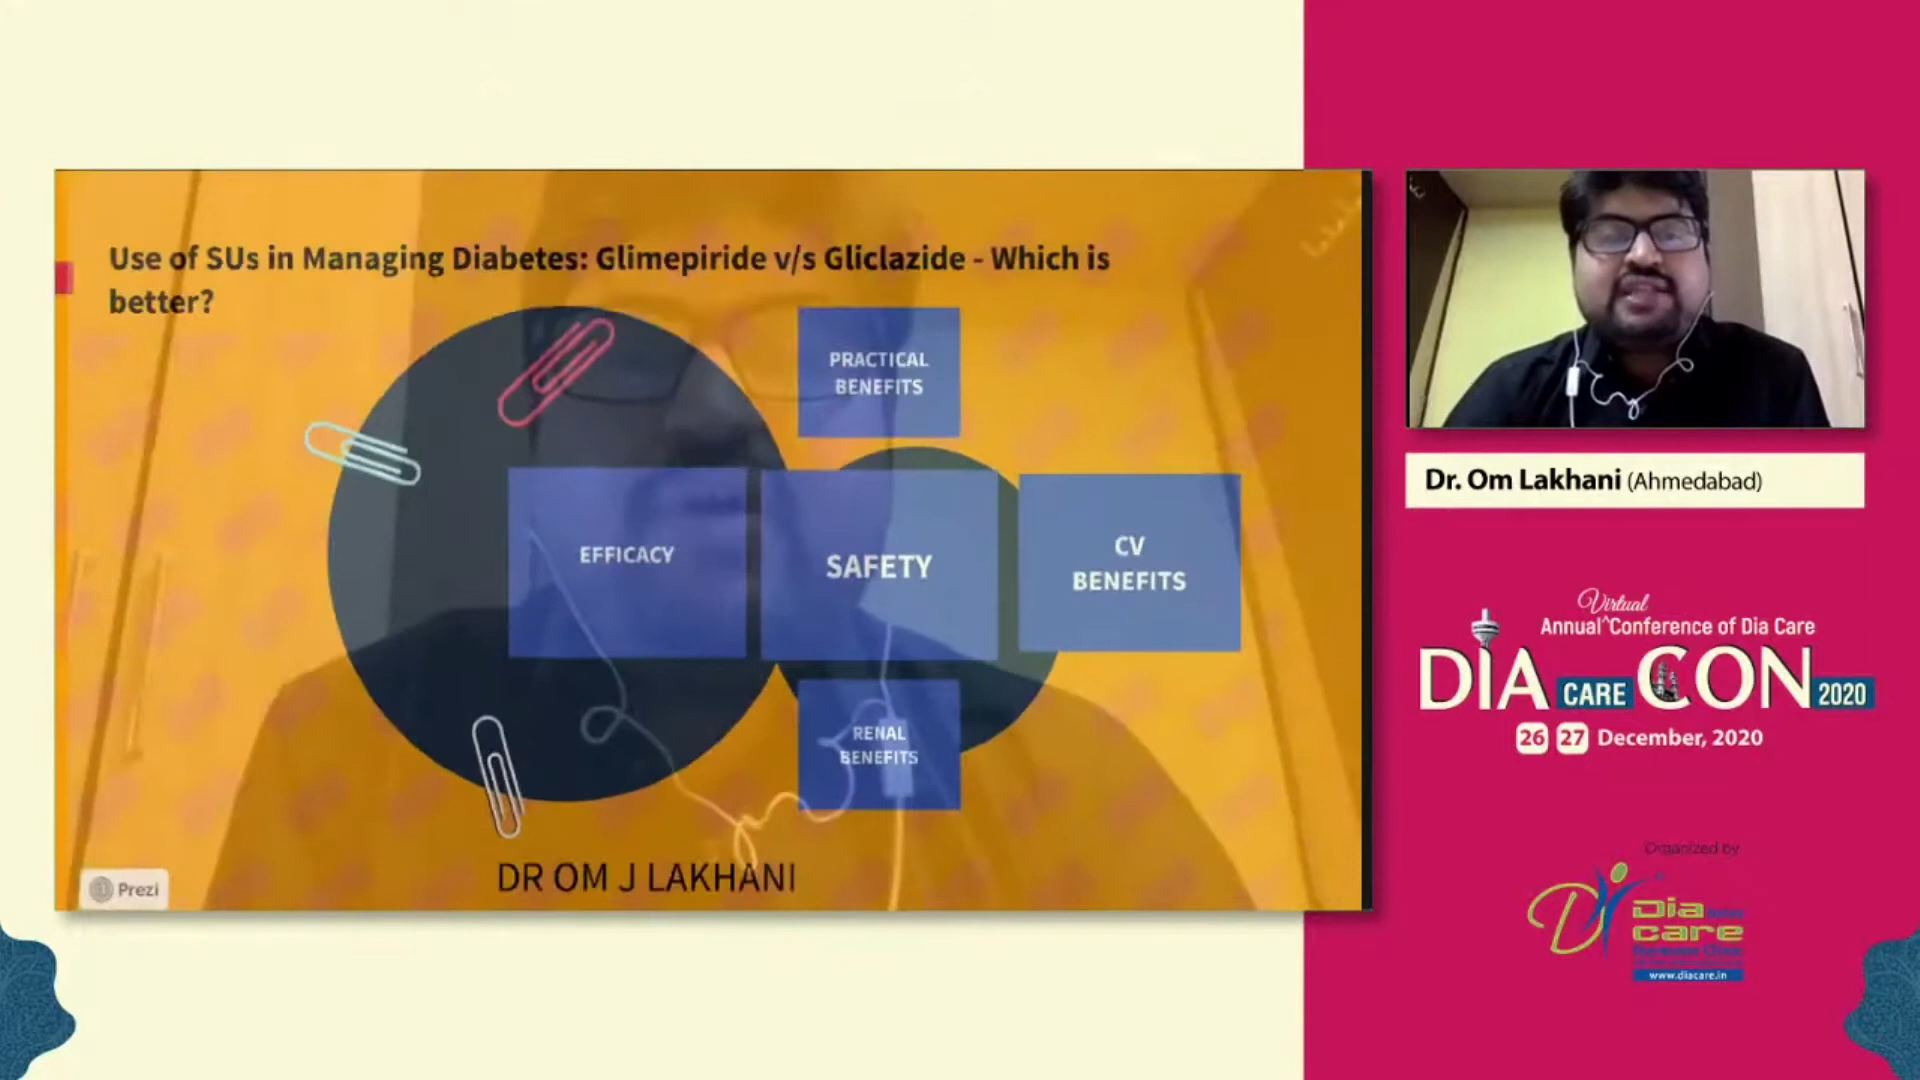 Use of SUs in Managing Diabetes: Glimepiride v/s Gliclazide - Which is
better?
PRACTICAL
BENEFITS
EFFICACY
SAFETY
CV
BENEFITS
RENAL
BENEFITS
DR OM J LAKHANI
Prezi
Dr. Om Lakhani (Ahmedabad)
Virtual
Annual^Conference of Dia Care
DIA CARE CON 2020
26 27 December, 2020
Organized by
Dia
care
www.diacare.in